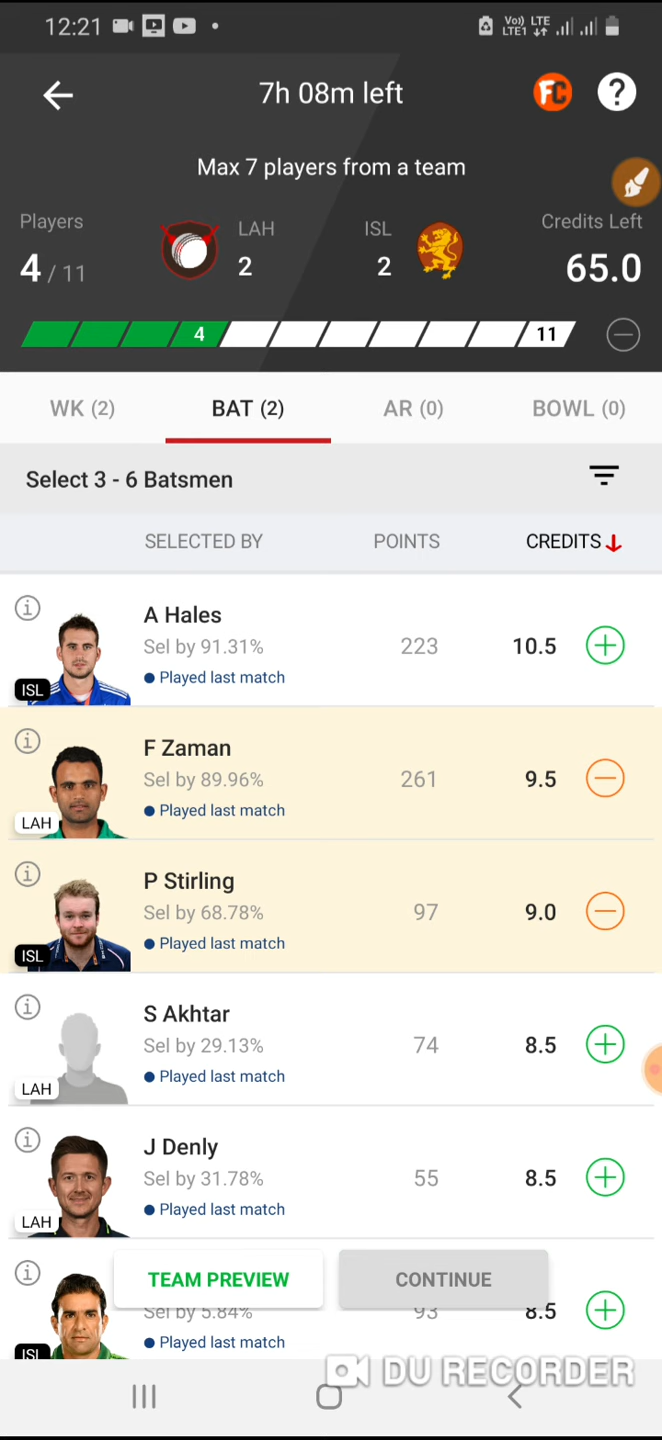 12:21
Vo)) LTE
LTE1
7h 08m left
FC
?
Max 7 players from a team
Players
LAH
ISL
Credits Left
4 / 11
2
2
65.0
4
11
WK (2)
BAT (2)
AR (0)
BOWL (0)
Select 3 - 6 Batsmen
SELECTED BY
POINTS
CREDITS
A Hales
Sel by 91.31%
223
10.5
Played last match
ISL
F Zaman
Sel by 89.96%
261
9.5
Played last match
LAH
P Stirling
Sel by 68.78%
97
9.0
Played last match
ISL
S Akhtar
Sel by 29.13%
74
8.5
Played last match
LAH
J Denly
Sel by 31.78%
55
8.5
Played last match
LAH
TEAM PREVIEW
CONTINUE
Sel by 5.84%
93
8.5
Played last match
ISL
DU RECORDER